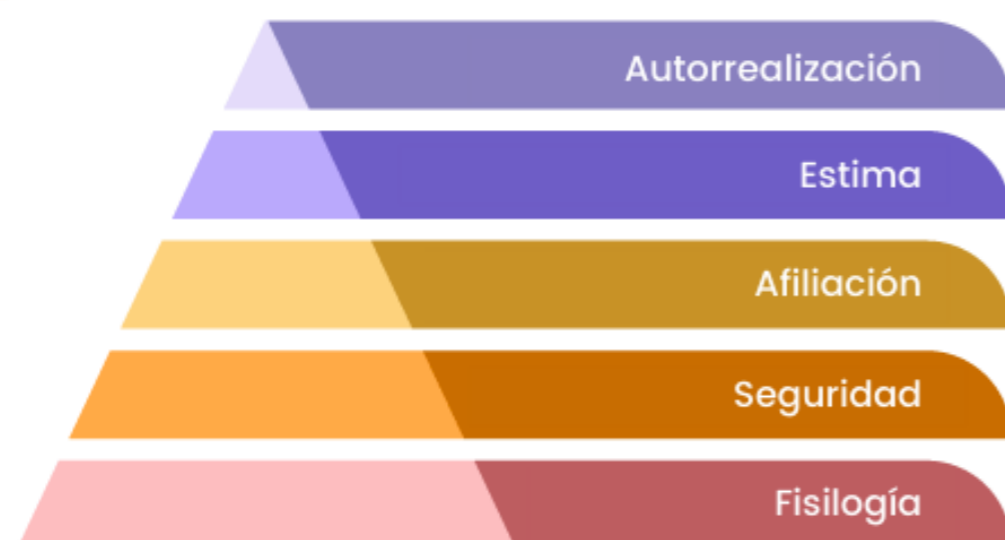 Autorrealización
Estima
Afiliación
Seguridad
Fisilogía